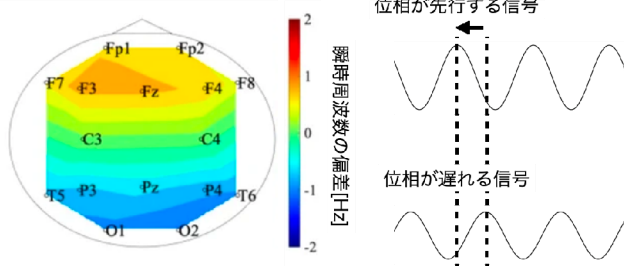 Fp1 Fp2
F7 F3 Fz F4 F8
C3 C4
T5 P3 Pz P4 T6
O1 O2
2
1
0
-1
-2
瞬時周波数の偏差[Hz]
位相が先行する信号
位相が遅れる信号